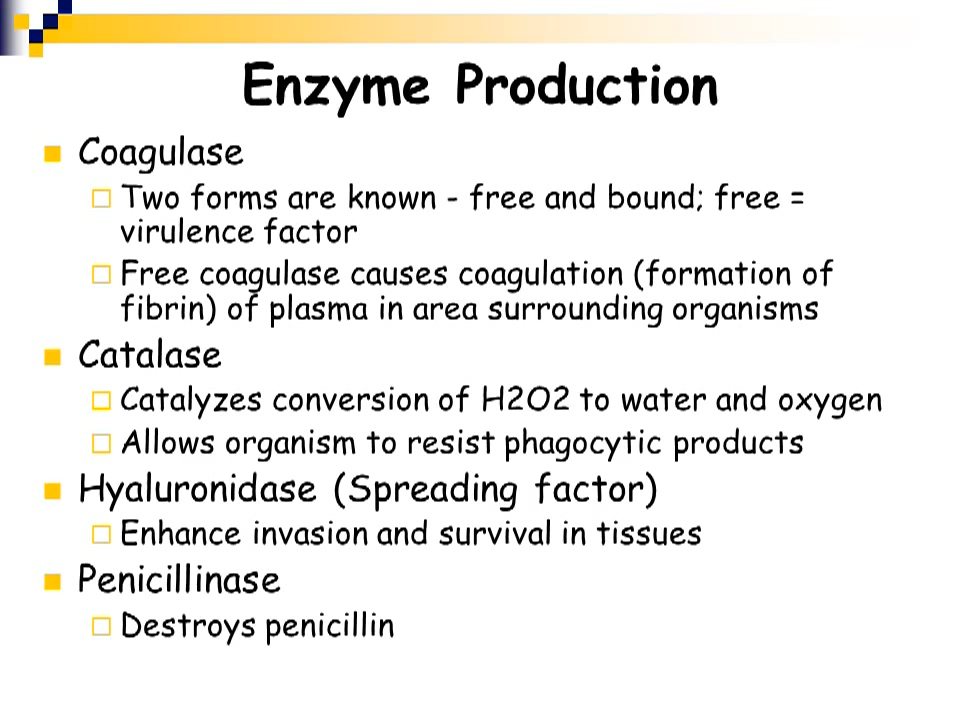 Enzyme Production
Coagulase
Two forms are known - free and bound; free =
virulence factor
Free coagulase causes coagulation (formation of
fibrin) of plasma in area surrounding organisms
Catalase
Catalyzes conversion of H2O2 to water and oxygen
Allows organism to resist phagocytic products
Hyaluronidase (Spreading factor)
Enhance invasion and survival in tissues
Penicillinase
Destroys penicillin